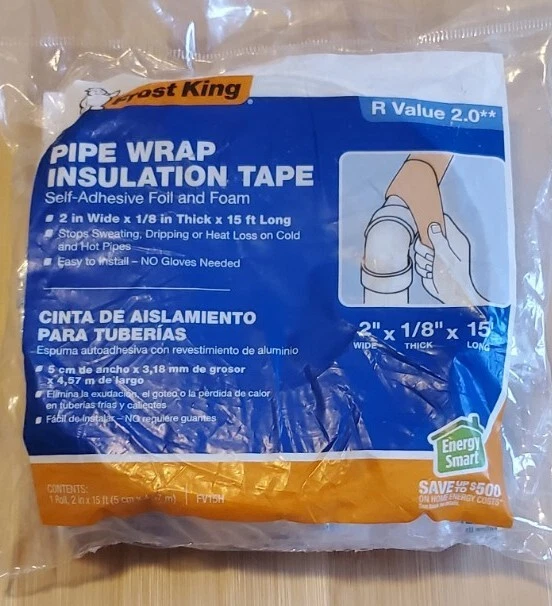 Frost King
R Value 2.0**
PIPE WRAP
INSULATION TAPE
Self-Adhesive Foil and Foam
2 in Wide x 1/8 in Thick x 15 ft Long
Stops Sweating, Dripping or Heat Loss on Cold
and Hot Pipes
Easy to Install – NO Gloves Needed
CINTA DE AISLAMIENTO
PARA TUBERÍAS
Espuma autoadhesiva con revestimiento de aluminio
5 cm de ancho x 3,18 mm de grosor
x 4,57 m de largo
Elimina la exudación, el goteo o la pérdida de calor
en tuberías frías y calientes
Fácil de instalar – NO requiere guantes
2" x 1/8" x 15'
WIDE THICK LONG
Energy
Smart
SAVE UP TO $500
ON HOME ENERGY COSTS
CONTENTS:
1 Roll, 2 in x 15 ft (5 cm x m)
FV15H